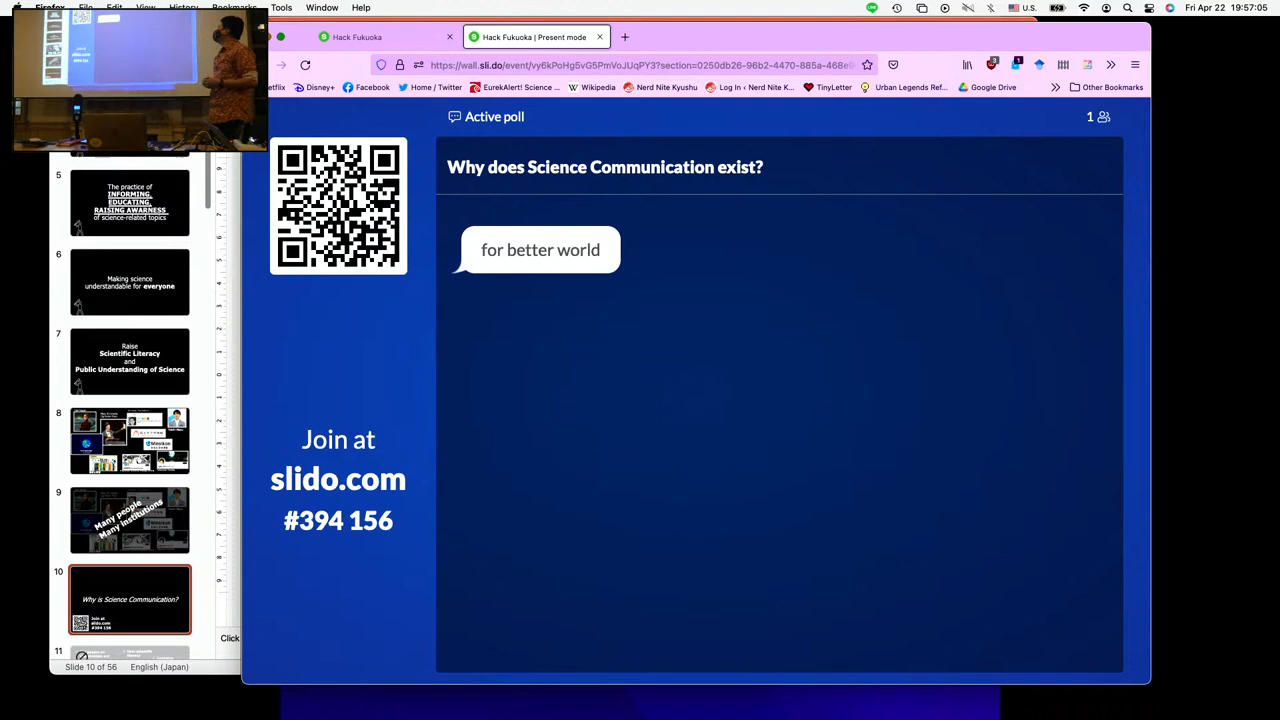 Firefox File Edit View History Bookmarks Tools Window Help
U.S.
Fri Apr 22 19:57:05
Hack Fukuoka
Hack Fukuoka | Present mode
https://wall.sli.do/event/vy6kPoHg5vG5PmVoJUqPY3?section=0250db26-96b2-4470-885a-468e
etflix
Disney+
Facebook
Home / Twitter
EurekAlert! Science ...
Wikipedia
Nerd Nite Kyushu
Log In ‹ Nerd Nite K...
TinyLetter
Urban Legends Ref...
Google Drive
Other Bookmarks
Active poll
1
Why does Science Communication exist?
for better world
Join at
slido.com
#394 156
5
The practice of
INFORMING,
EDUCATING,
RAISING AWARNESS
of science-related topics
6
Making science
understandable for everyone
7
Raise
Scientific Literacy
and
Public Understanding of Science
8
9
Many people
Many institutions
10
Why is Science Communication?
Join at
slido.com
#394 156
11
Click
Slide 10 of 56
English (Japan)